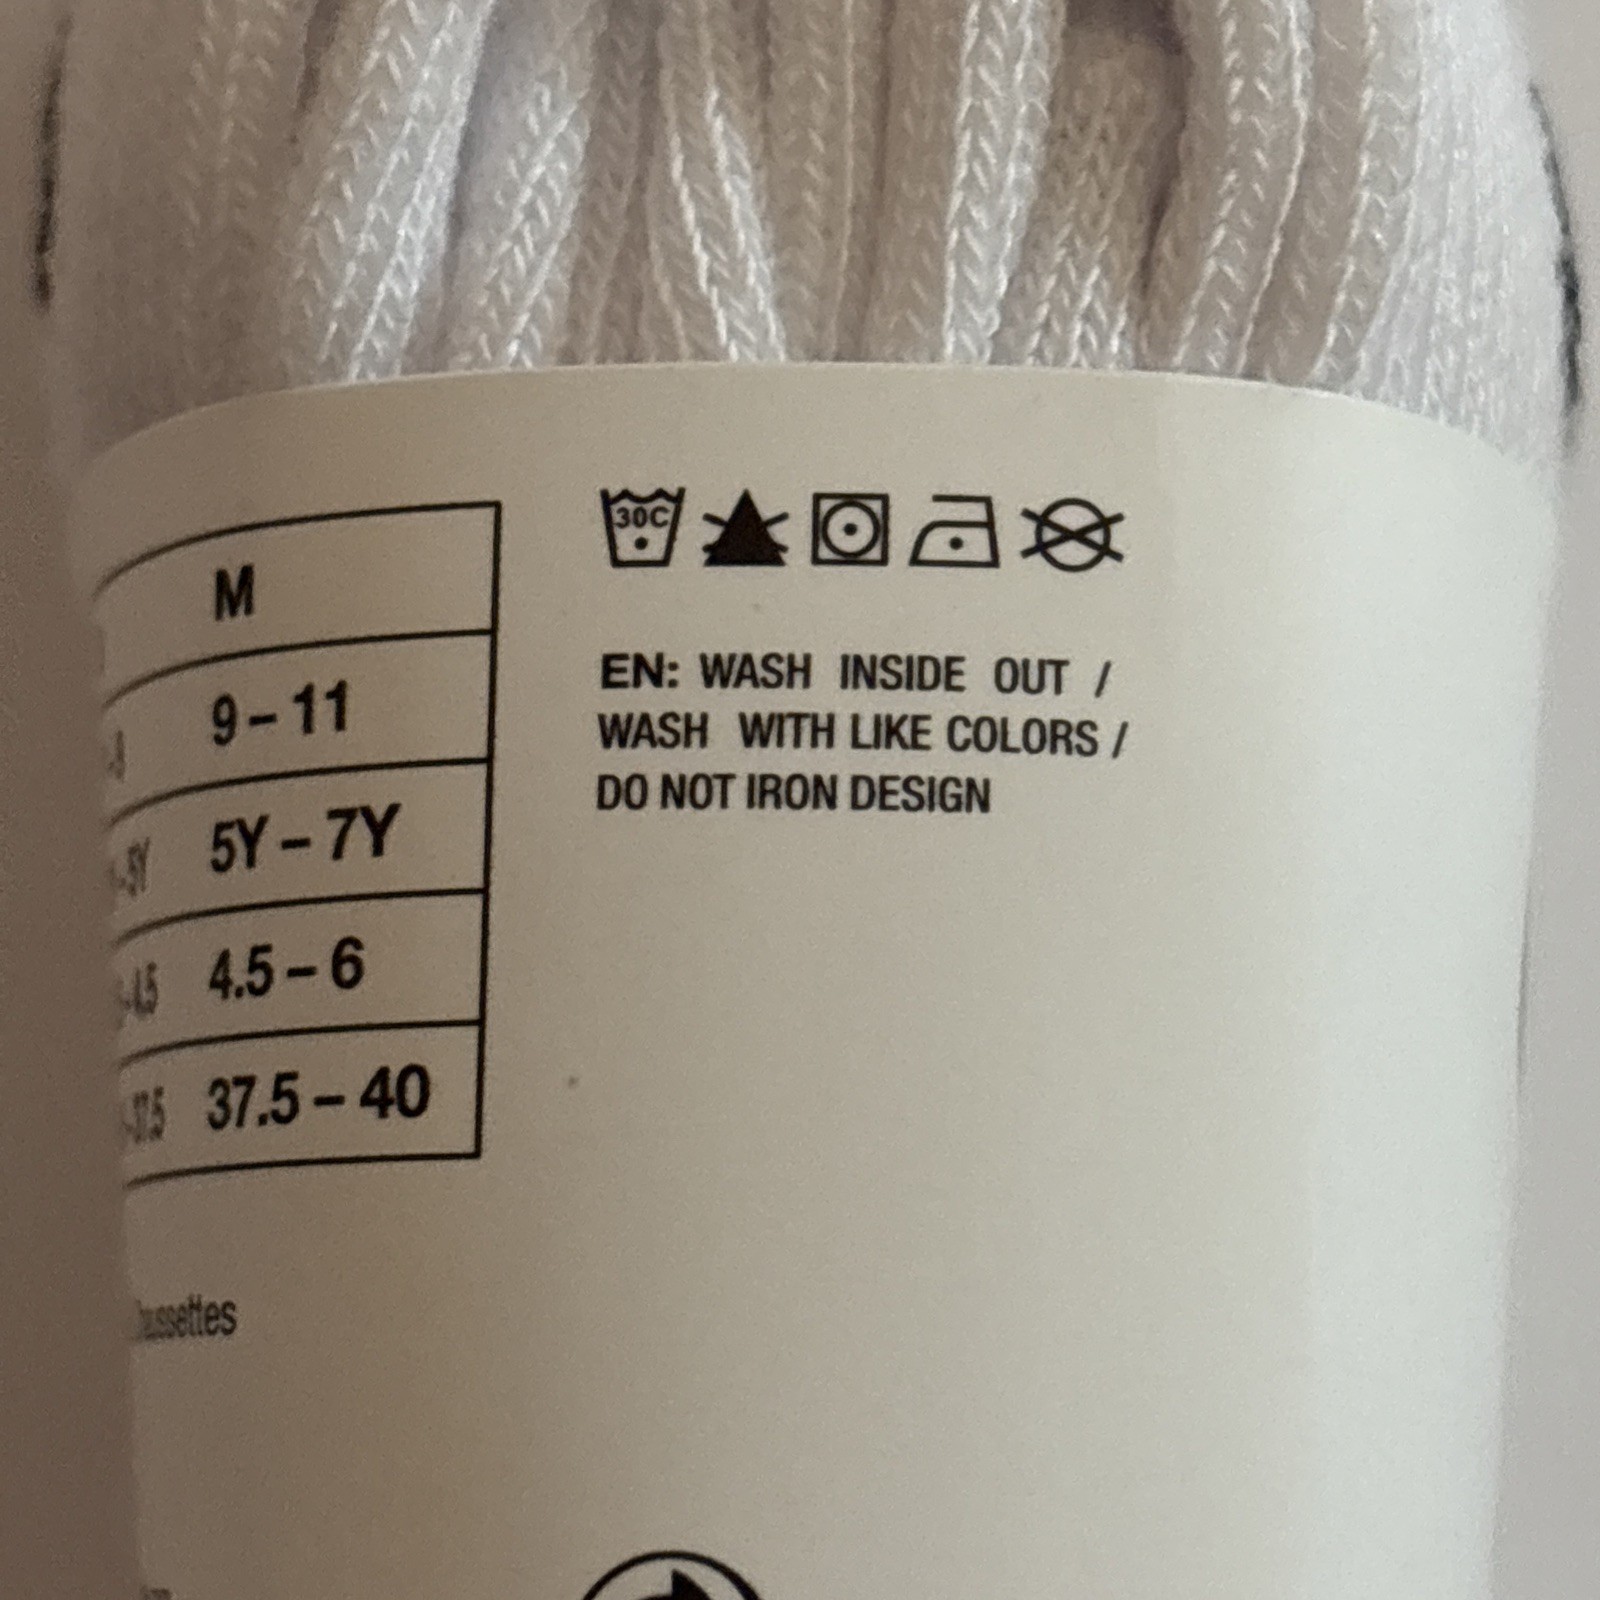 30C
M
9 – 11
5Y – 7Y
4.5 – 6
37.5 – 40
EN: WASH INSIDE OUT /
WASH WITH LIKE COLORS /
DO NOT IRON DESIGN